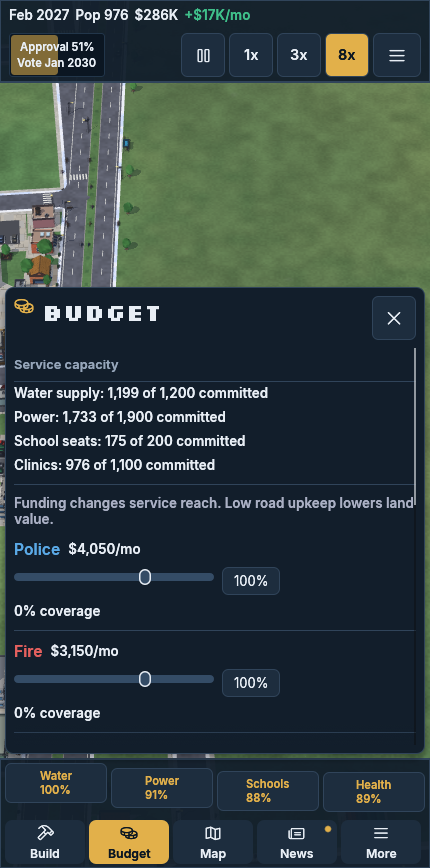 Feb 2027 Pop 976 $286K +$17K/mo
Approval 51%
Vote Jan 2030
1x
3x
8x
BUDGET
Service capacity
Water supply: 1,199 of 1,200 committed
Power: 1,733 of 1,900 committed
School seats: 175 of 200 committed
Clinics: 976 of 1,100 committed
Funding changes service reach. Low road upkeep lowers land
value.
Police $4,050/mo
100%
0% coverage
Fire $3,150/mo
100%
0% coverage
Water
100%
Power
91%
Schools
88%
Health
89%
Build
Budget
Map
News
More